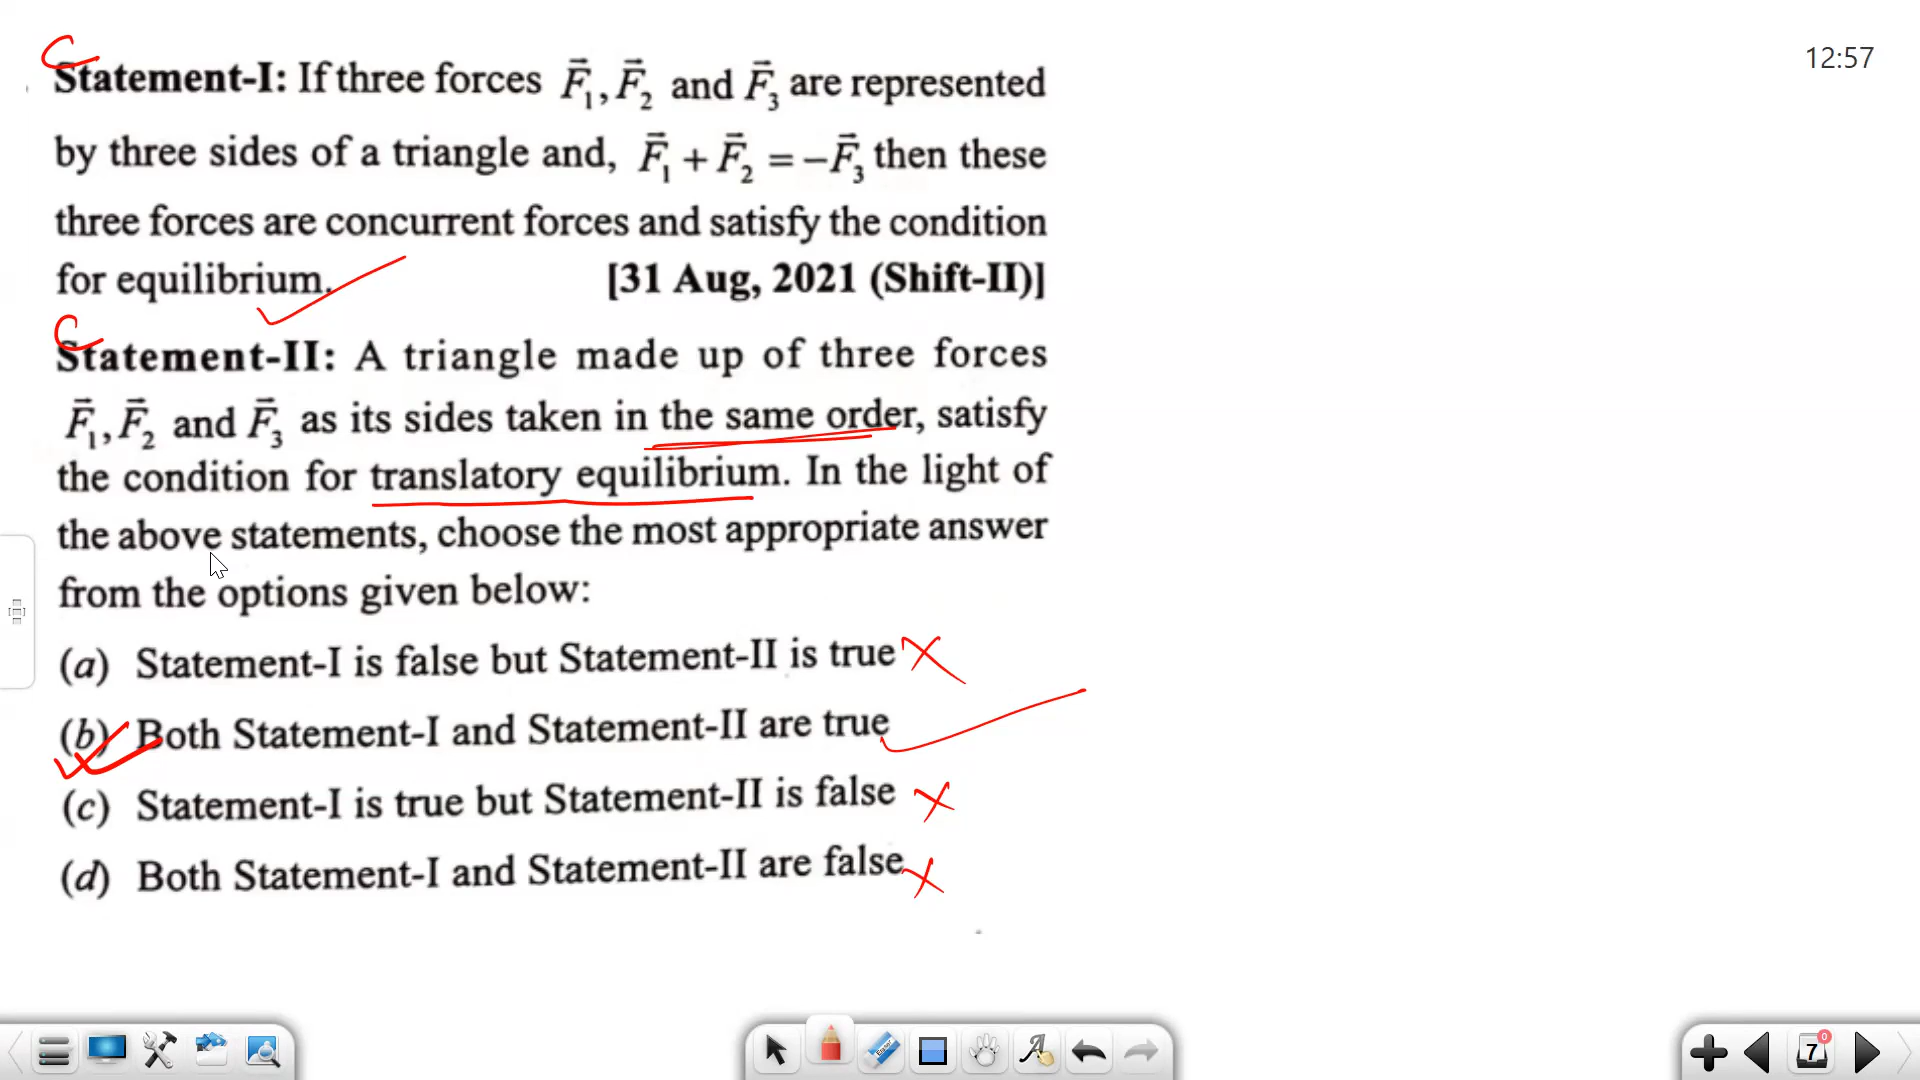 12:57
Statement-I: If three forces F⃗₁, F⃗₂ and F⃗₃ are represented
by three sides of a triangle and, F⃗₁ + F⃗₂ = −F⃗₃ then these
three forces are concurrent forces and satisfy the condition
for equilibrium. [31 Aug, 2021 (Shift-II)]
Statement-II: A triangle made up of three forces
F⃗₁, F⃗₂ and F⃗₃ as its sides taken in the same order, satisfy
the condition for translatory equilibrium. In the light of
the above statements, choose the most appropriate answer
from the options given below:
(a) Statement-I is false but Statement-II is true
(b) Both Statement-I and Statement-II are true
(c) Statement-I is true but Statement-II is false
(d) Both Statement-I and Statement-II are false
7
0